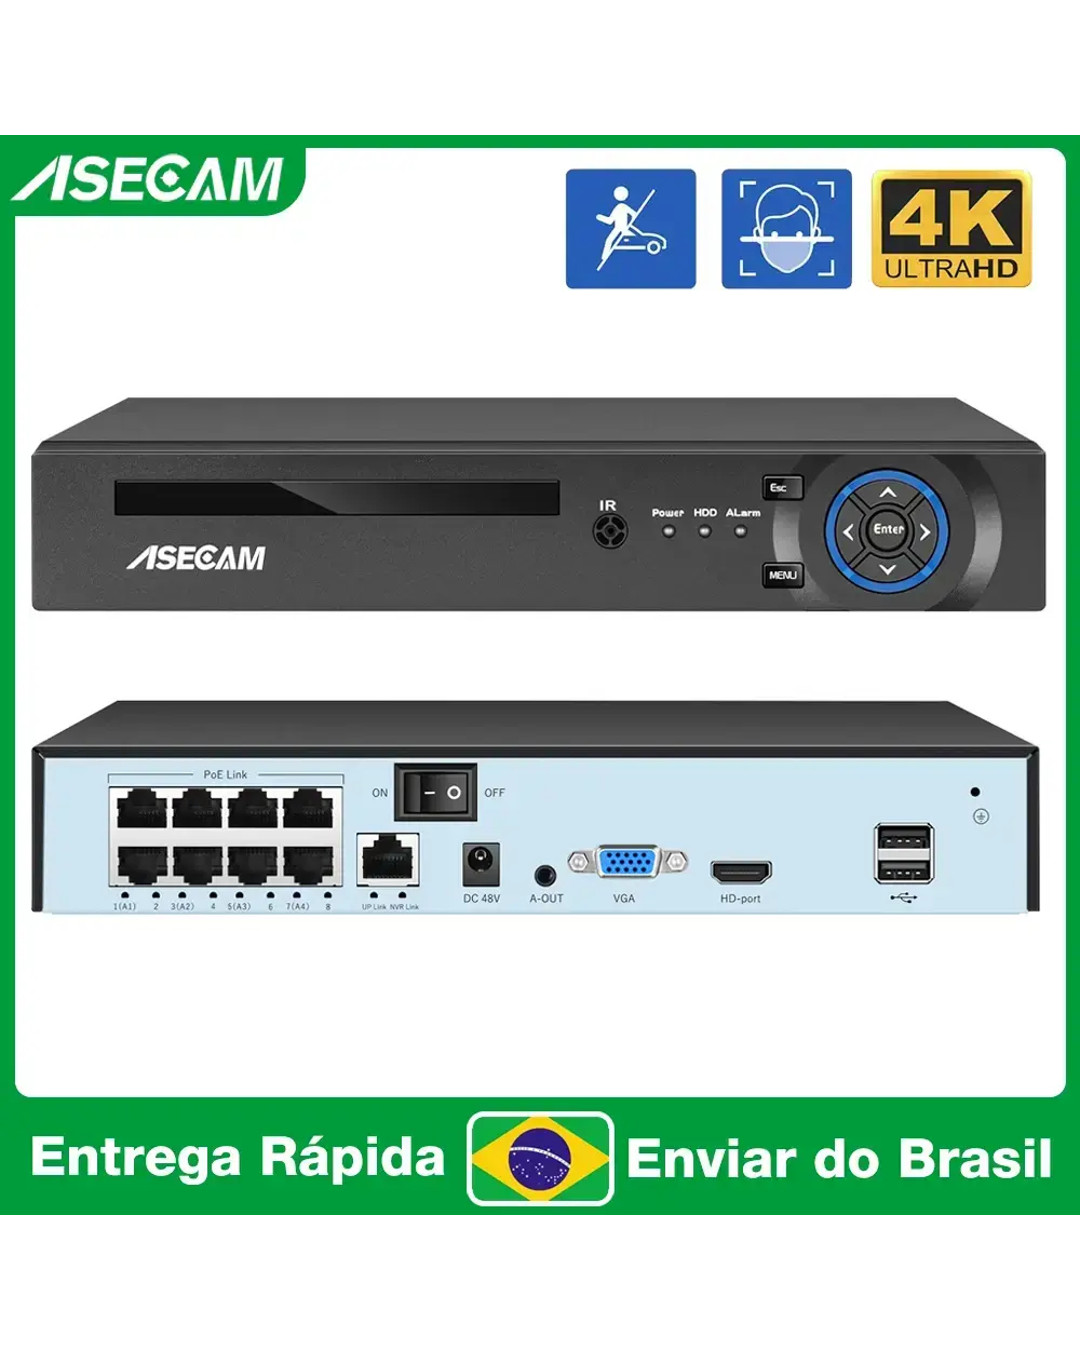 ASECAM
4K
ULTRAHD
IR
Power HDD ALarm
Esc
Enter
MENU
ASECAM
PoE Link
ON
OFF
1(A1) 2 3(A2) 4 5(A3) 6 7(A4) 8
UP Link NVR Link
DC 48V
A-OUT
VGA
HD-port
Entrega Rápida
Enviar do Brasil